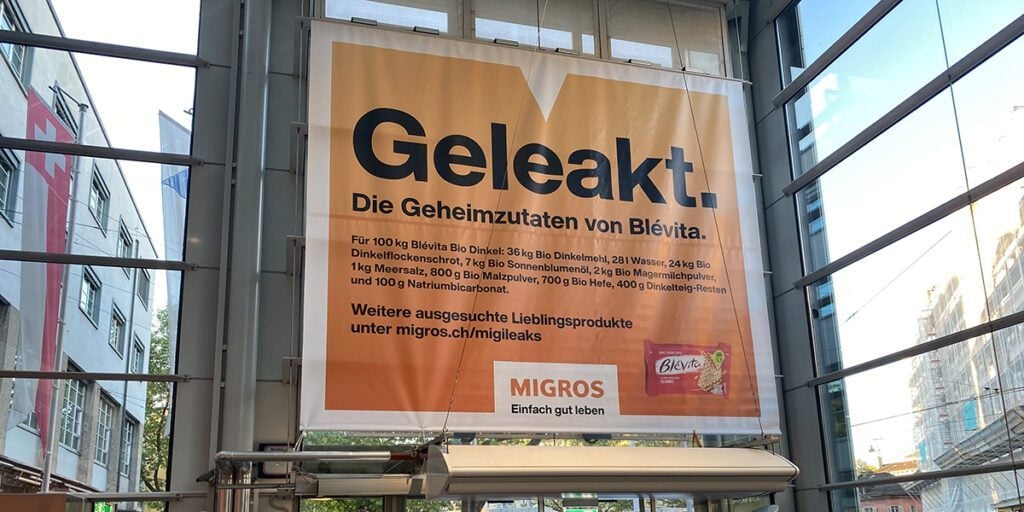 Geleakt.
Die Geheimzutaten von Blévita.
Für 100 kg Blévita Bio Dinkel: 36 kg Bio Dinkelmehl, 28 l Wasser, 24 kg Bio
Dinkelflockenschrot, 7 kg Bio Sonnenblumenöl, 2 kg Bio Magermilchpulver,
1 kg Meersalz, 800 g Bio Malzpulver, 700 g Bio Hefe, 400 g Dinkelteig-Resten
und 100 g Natriumbicarbonat.
Weitere ausgesuchte Lieblingsprodukte
unter migros.ch/migileaks
Blévita
MIGROS
Einfach gut leben